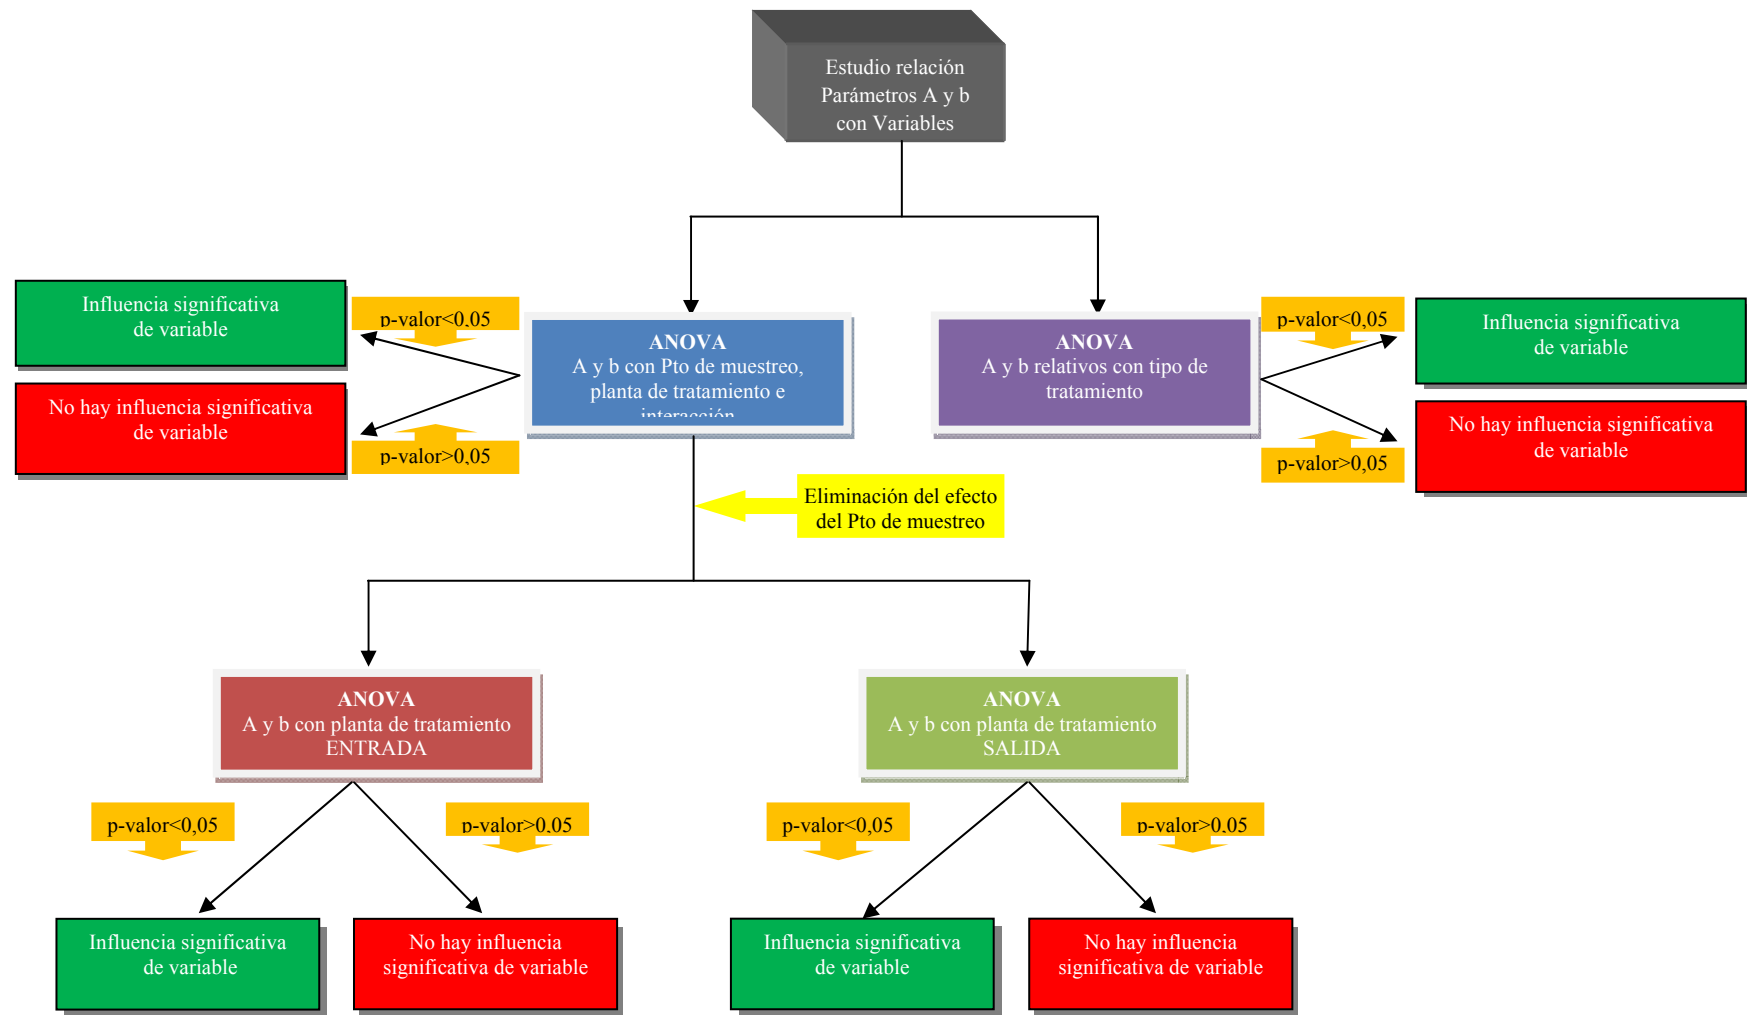 Estudio relación
Parámetros A y b
con Variables
Influencia significativa
de variable
No hay influencia significativa
de variable
p-valor<0.05
p-valor>0,05
ANOVA
A y b con Pto de muestreo,
planta de tratamiento e
interacción
ANOVA
A y b relativos con tipo de
tratamiento
p-valor<0,05
p-valor>0,05
Influencia significativa
de variable
No hay influencia significativa
de variable
Eliminación del efecto
del Pto de muestreo
ANOVA
A y b con planta de tratamiento
ENTRADA
ANOVA
A y b con planta de tratamiento
SALIDA
p-valor<0,05
p-valor>0.05
p-valor<0,05
p-valor>0.05
Influencia significativa
de variable
No hay influencia
significativa de variable
Influencia significativa
de variable
No hay influencia
significativa de variable